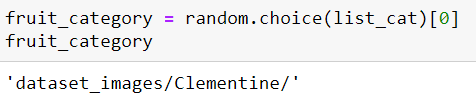 fruit_category = random.choice(list_cat)[0]
fruit_category
'dataset_images/Clementine/'